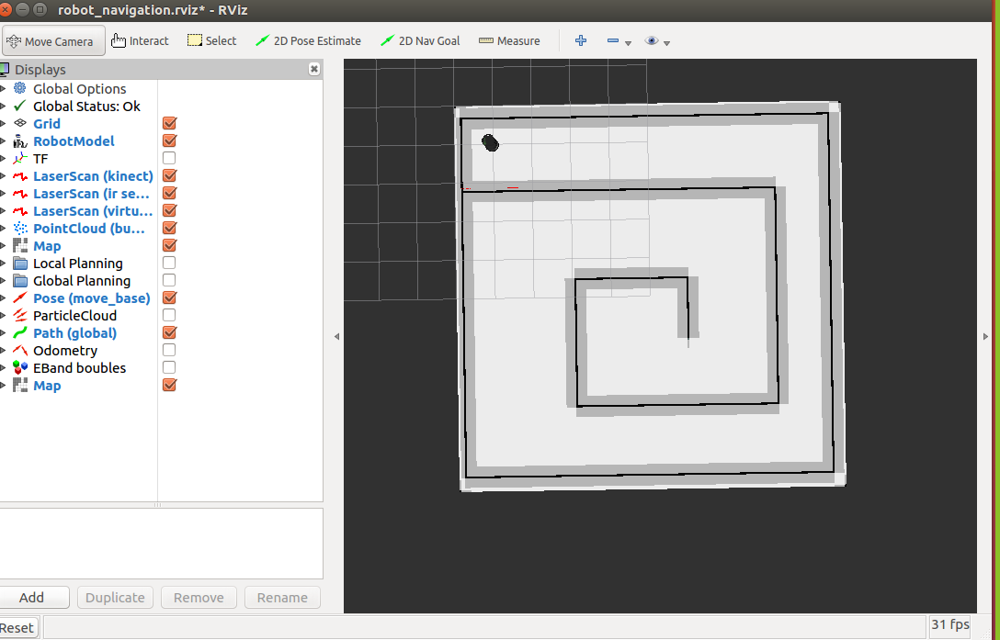 robot_navigation.rviz* - RViz
Move Camera Interact Select 2D Pose Estimate 2D Nav Goal Measure
Displays
Global Options
Global Status: Ok
Grid
RobotModel
TF
LaserScan (kinect)
LaserScan (ir se...
LaserScan (virtu...
PointCloud (bu...
Map
Local Planning
Global Planning
Pose (move_base)
ParticleCloud
Path (global)
Odometry
EBand boubles
Map
Add Duplicate Remove Rename
Reset 31 fps